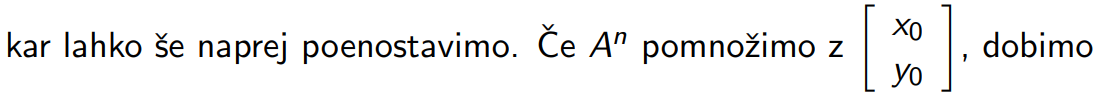 kar lahko še naprej poenostavimo. Če Aⁿ pomnožimo z [ x₀ y₀ ], dobimo